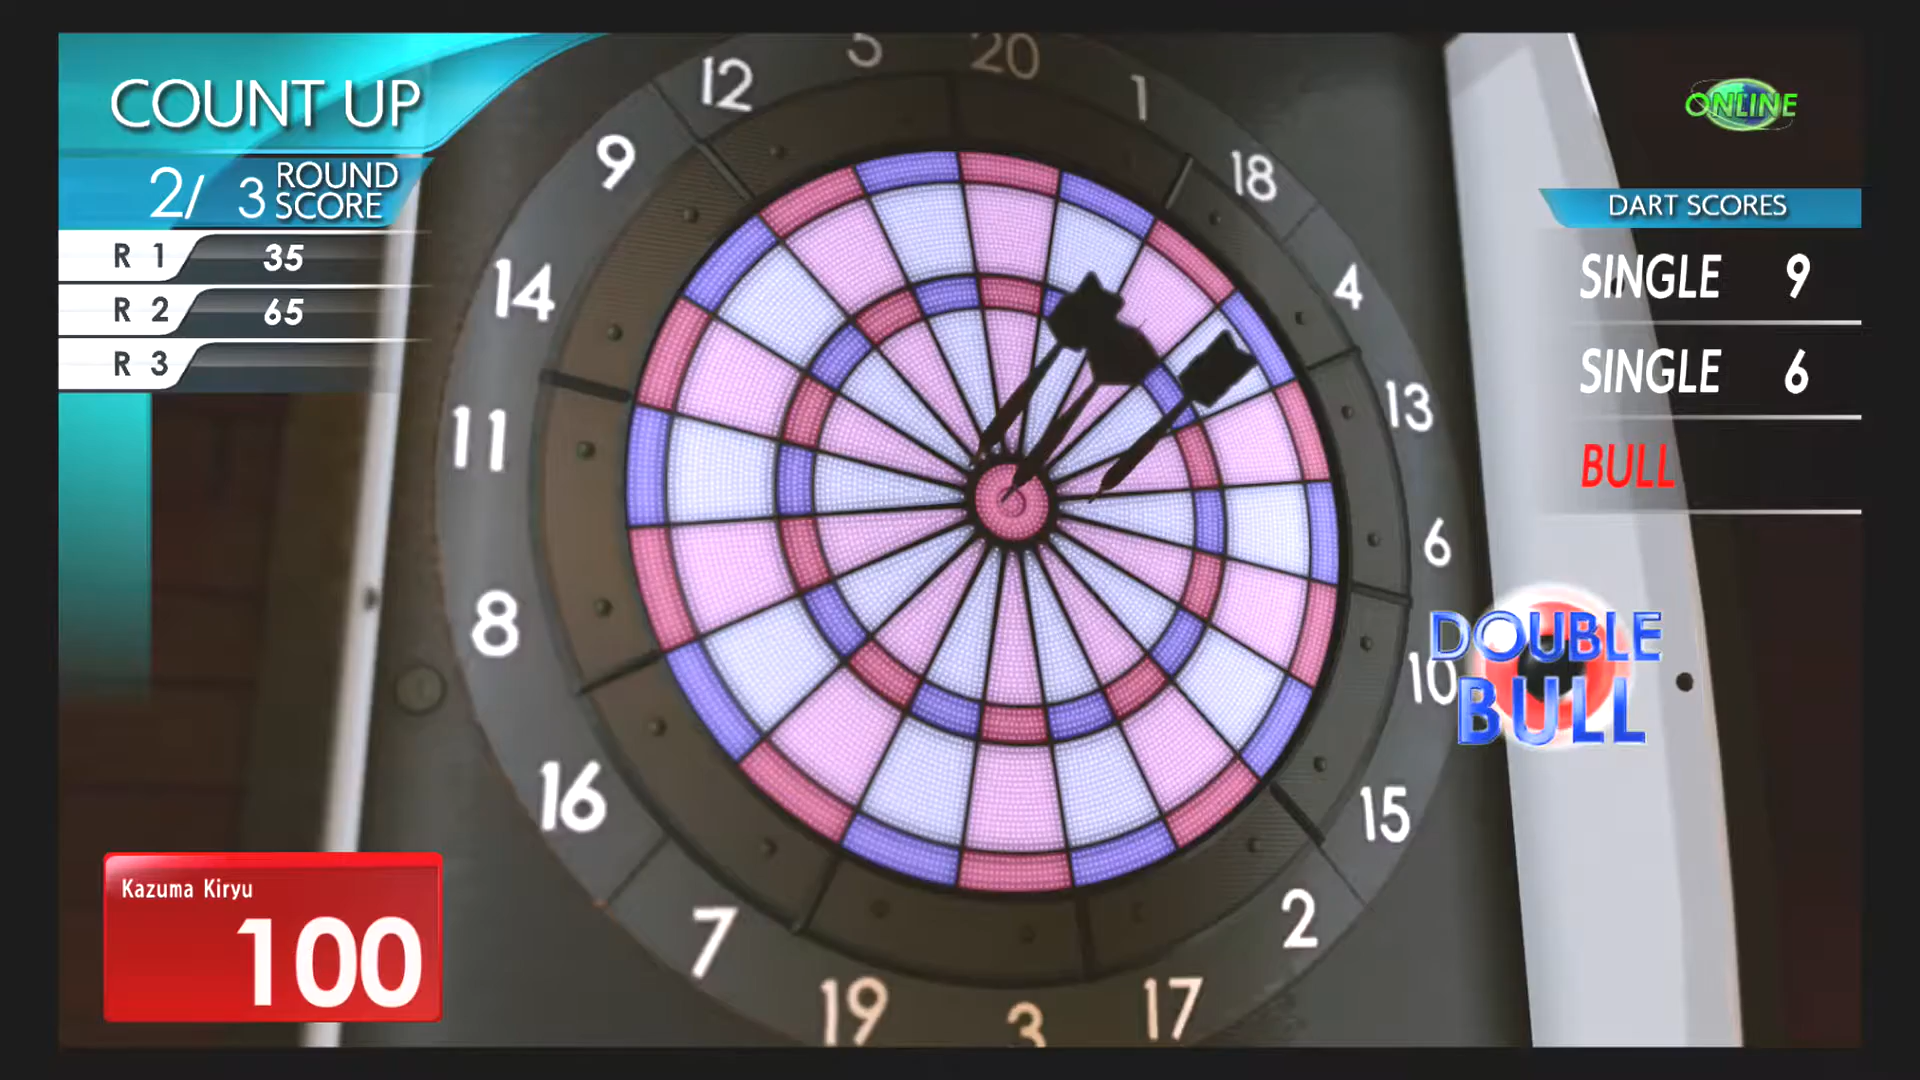 COUNT UP
2/ 3 ROUND SCORE
R 1 35
R 2 65
R 3
Kazuma Kiryu
100
ONLINE
DART SCORES
SINGLE 9
SINGLE 6
BULL
DOUBLE
BULL
20
1
18
4
13
6
10
15
2
17
3
19
7
16
8
11
14
9
12
5